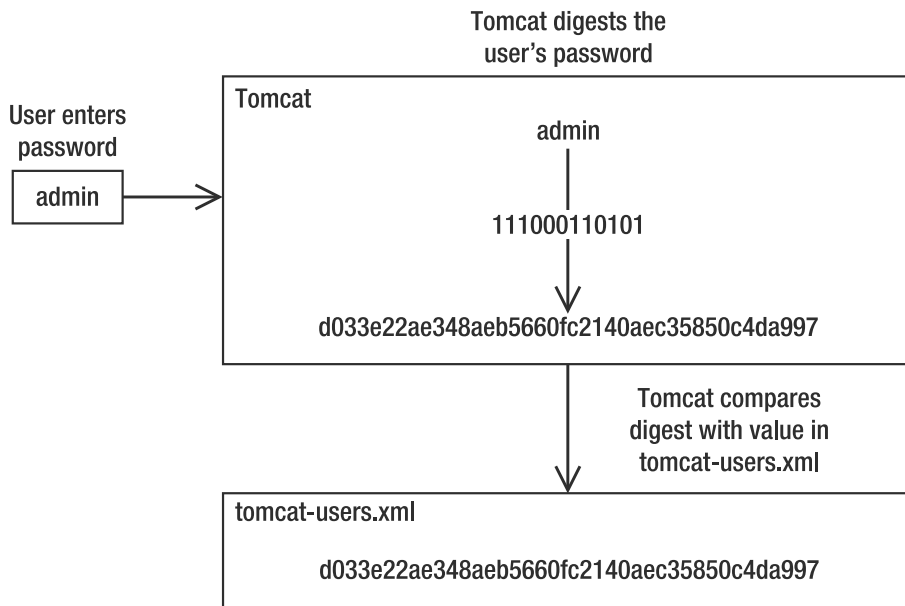 Tomcat digests the
user's password
Tomcat
User enters
password
admin
admin
111000110101
d033e22ae348aeb5660fc2140aec35850c4da997
Tomcat compares
digest with value in
tomcat-users.xml
tomcat-users.xml
d033e22ae348aeb5660fc2140aec35850c4da997